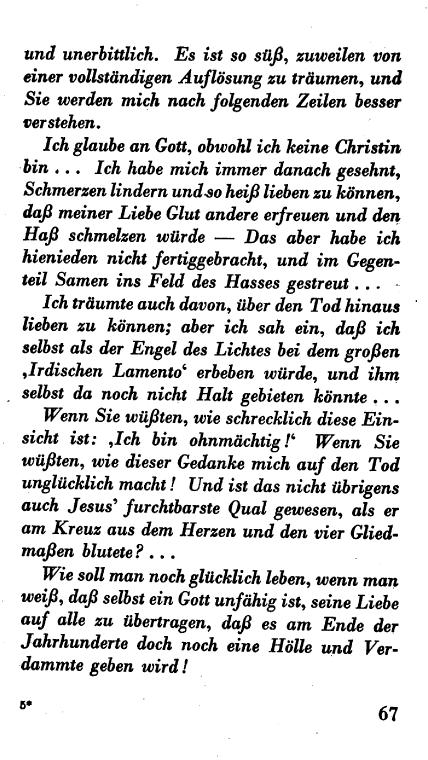 und unerbittlich. Es ist so süß, zuweilen von
einer vollständigen Auflösung zu träumen, und
Sie werden mich nach folgenden Zeilen besser
verstehen.
Ich glaube an Gott, obwohl ich keine Christin
bin . . . Ich habe mich immer danach gesehnt,
Schmerzen lindern und so heiß lieben zu können,
daß meiner Liebe Glut andere erfreuen und den
Haß schmelzen würde — Das aber habe ich
hienieden nicht fertiggebracht, und im Gegen-
teil Samen ins Feld des Hasses gestreut . . .
Ich träumte auch davon, über den Tod hinaus
lieben zu können; aber ich sah ein, daß ich
selbst als der Engel des Lichtes bei dem großen
‚Irdischen Lamento‘ erbeben würde, und ihm
selbst da noch nicht Halt gebieten könnte . . .
Wenn Sie wüßten, wie schrecklich diese Ein-
sicht ist: ‚Ich bin ohnmächtig!‘ Wenn Sie
wüßten, wie dieser Gedanke mich auf den Tod
unglücklich macht! Und ist das nicht übrigens
auch Jesus’ furchtbarste Qual gewesen, als er
am Kreuz aus dem Herzen und den vier Glied-
maßen blutete? . . .
Wie soll man noch glücklich leben, wenn man
weiß, daß selbst ein Gott unfähig ist, seine Liebe
auf alle zu übertragen, daß es am Ende der
Jahrhunderte doch noch eine Hölle und Ver-
dammte geben wird!
5*
67